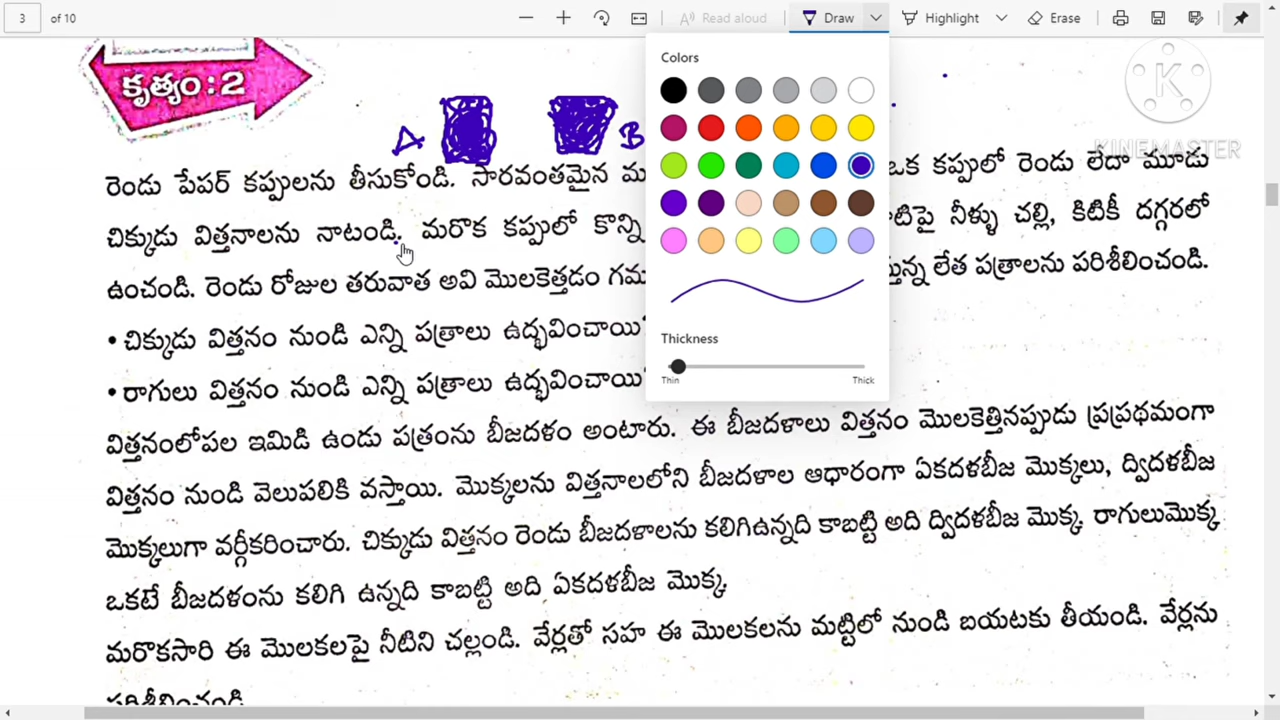 3 of 10 Read aloud Draw Highlight Erase
Colors
Thickness
Thin Thick
K
KINEMASTER
కృత్యం : 2
A B
రెండు పేపర్ కప్పులను తీసుకోండి. సారవంతమైన ఒక కప్పులో రెండు లేదా మూడు
చిక్కుడు విత్తనాలను నాటండి. మరొక కప్పులో కొన్ని నీళ్ళు చల్లి, కిటికీ దగ్గరలో
ఉంచండి. రెండు రోజుల తరువాత అవి మొలకెత్తడం లేత పత్రాలను పరిశీలించండి.
• చిక్కుడు విత్తనం నుండి ఎన్ని పత్రాలు ఉద్భవించాయి
• రాగులు విత్తనం నుండి ఎన్ని పత్రాలు ఉద్భవించాయి
విత్తనంలోపల ఇమిడి ఉండు పత్రంను బీజదళం అంటారు. ఈ బీజదళాలు విత్తనం మొలకెత్తినప్పుడు ప్రప్రథమంగా
విత్తనం నుండి వెలుపలికి వస్తాయి. మొక్కలను విత్తనాలలోని బీజదళాల ఆధారంగా ఏకదళబీజ మొక్కలు, ద్విదళబీజ
మొక్కలుగా వర్గీకరించారు. చిక్కుడు విత్తనం రెండు బీజదళాలను కలిగిఉన్నది కాబట్టి అది ద్విదళబీజ మొక్క రాగులుమొక్క
ఒకటే బీజదళంను కలిగి ఉన్నది కాబట్టి అది ఏకదళబీజ మొక్క
మరొకసారి ఈ మొలకలపై నీటిని చల్లండి. వేర్లతో సహ ఈ మొలకలను మట్టిలో నుండి బయటకు తీయండి. వేర్లను
పరిశీలించండి